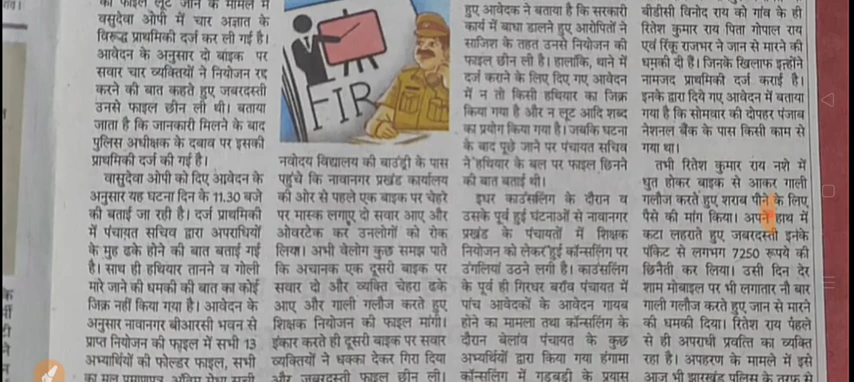 की फाइल लूट जाने के मामले में
वसुदेवा ओपी में चार अज्ञात के
विरूद्ध प्राथमिकी दर्ज कर ली गई है।
आवेदन के अनुसार दो बाइक पर
सवार चार व्यक्तियों ने नियोजन रद्द
करने की बात कहते हुए जबरदस्ती
उनसे फाइल छीन ली थी। बताया
जाता है कि जानकारी मिलने के बाद
पुलिस अधीक्षक के दबाव पर इसकी
प्राथमिकी दर्ज की गई है।
वासुदेवा ओपी को दिए आवेदन के
अनुसार यह घटना दिन के 11.30 बजे
की बताई जा रही है। दर्ज प्राथमिकी
में पंचायत सचिव द्वारा अपराधियों
के मुह ढके होने की बात बताई गई
है। साथ ही हथियार तानने व गोली
मारे जाने की धमकी की बात का कोई
जिक्र नहीं किया गया है। आवेदन के
अनुसार नावानगर बीआरसी भवन से
प्राप्त नियोजन की फाइल में सभी 13
अभ्यार्थियों की फोल्डर फाइल, सभी
का मूल प्रमाणपत्र, अंतिम मेधा सूची
FIR
नवोदय विद्यालय की बाउंड्री के पास
पहुंचे कि नावानगर प्रखंड कार्यालय
की ओर से पहले एक बाइक पर चेहरे
पर मास्क लगाए दो सवार आए और
ओवरटेक कर उनलोगों को रोक
लिया। अभी वेलोग कुछ समझ पाते
कि अचानक एक दूसरी बाइक पर
सवार दो और व्यक्ति चेहरा ढके
आए और गाली गलौज करते हुए
शिक्षक नियोजन की फाइल मांगी।
इंकार करते ही दूसरी बाइक पर सवार
व्यक्तियों ने धक्का देकर गिरा दिया
और जबरदस्ती फाइल छीन ली।
हुए आवेदक ने बताया है कि सरकारी
कार्य में बाधा डालने हुए आरोपितों ने
साजिश के तहत उनसे नियोजन की
फाइल छीन ली है। हालांकि, थाने में
दर्ज कराने के लिए दिए गए आवेदन
में न तो किसी हथियार का जिक्र
किया गया है और न लूट आदि शब्द
का प्रयोग किया गया है। जबकि घटना
के बाद पूछे जाने पर पंचायत सचिव
ने हथियार के बल पर फाइल छिनने
की बात बताई थी।
इधर काउंसलिंग के दौरान व
उसके पूर्व हुई घंटनाओं से नावानगर
प्रखंड के पंचायतों में शिक्षक
नियोजन को लेकर हुई कॉन्सलिंग पर
उंगलियां उठने लगी है। काउंसलिंग
के पूर्व ही गिरधर बरॉव पंचायत में
पांच आवेदकों के आवेदन गायब
होने का मामला तथा कॉन्सलिंग के
दौरान बेलांव पंचायत के कुछ
अभ्यर्थियों द्वारा किया गया हंगामा
कॉन्सलिंग में गड़बड़ी के प्रयास
बीडीसी विनोद राय को गांव के ही
रितेश कुमार राय पिता गोपाल राय
एवं रिंकू राजभर ने जान से मारने की
धमकी दी हैं। जिनके खिलाफ इन्होंने
नामजद प्राथमिकी दर्ज कराई है।
इनके द्वारा दिये गए आवेदन में बताया
गया है कि सोमवार की दोपहर पंजाब
नेशनल बैंक के पास किसी काम से
गया था।
तभी रितेश कुमार राय नशे में
धुत होकर बाइक से आकर गाली
गलौज करते हुए शराब पीने के लिए
पैसे की मांग किया। अपने हाथ में
कटा लहराते हुए जबरदस्ती इनके
पॉकेट से लगभग 7250 रूपये की
छिनैती कर लिया। उसी दिन देर
शाम मोबाइल पर भी लगातार नौ बार
गाली गलौज करते हुए जान से मारने
की धमकी दिया। रितेश राय पहले
से ही अपराधी प्रवत्ति का व्यक्ति
रहा है। अपहरण के मामले में इसे
आज भी झारखंड पुलिस के तरफ से